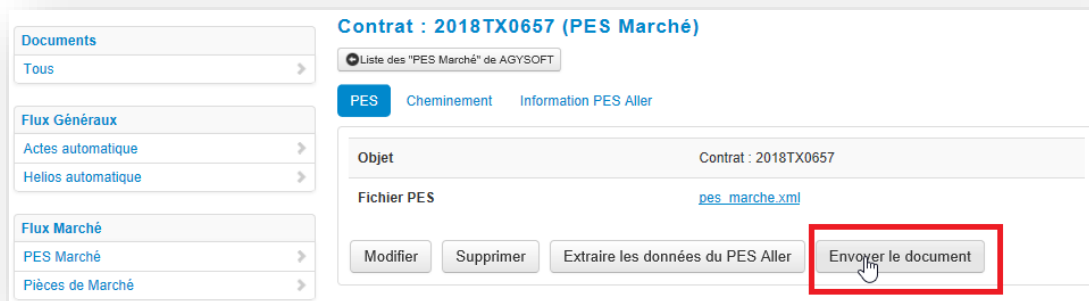 Documents
Tous
Flux Généraux
Actes automatique
Helios automatique
Flux Marché
PES Marché
Pièces de Marché
Contrat : 2018TX0657 (PES Marché)
Liste des "PES Marché" de AGYSOFT
PES Cheminement Information PES Aller
Objet Contrat : 2018TX0657
Fichier PES pes_marche.xml
Modifier Supprimer Extraire les données du PES Aller Envoyer le document